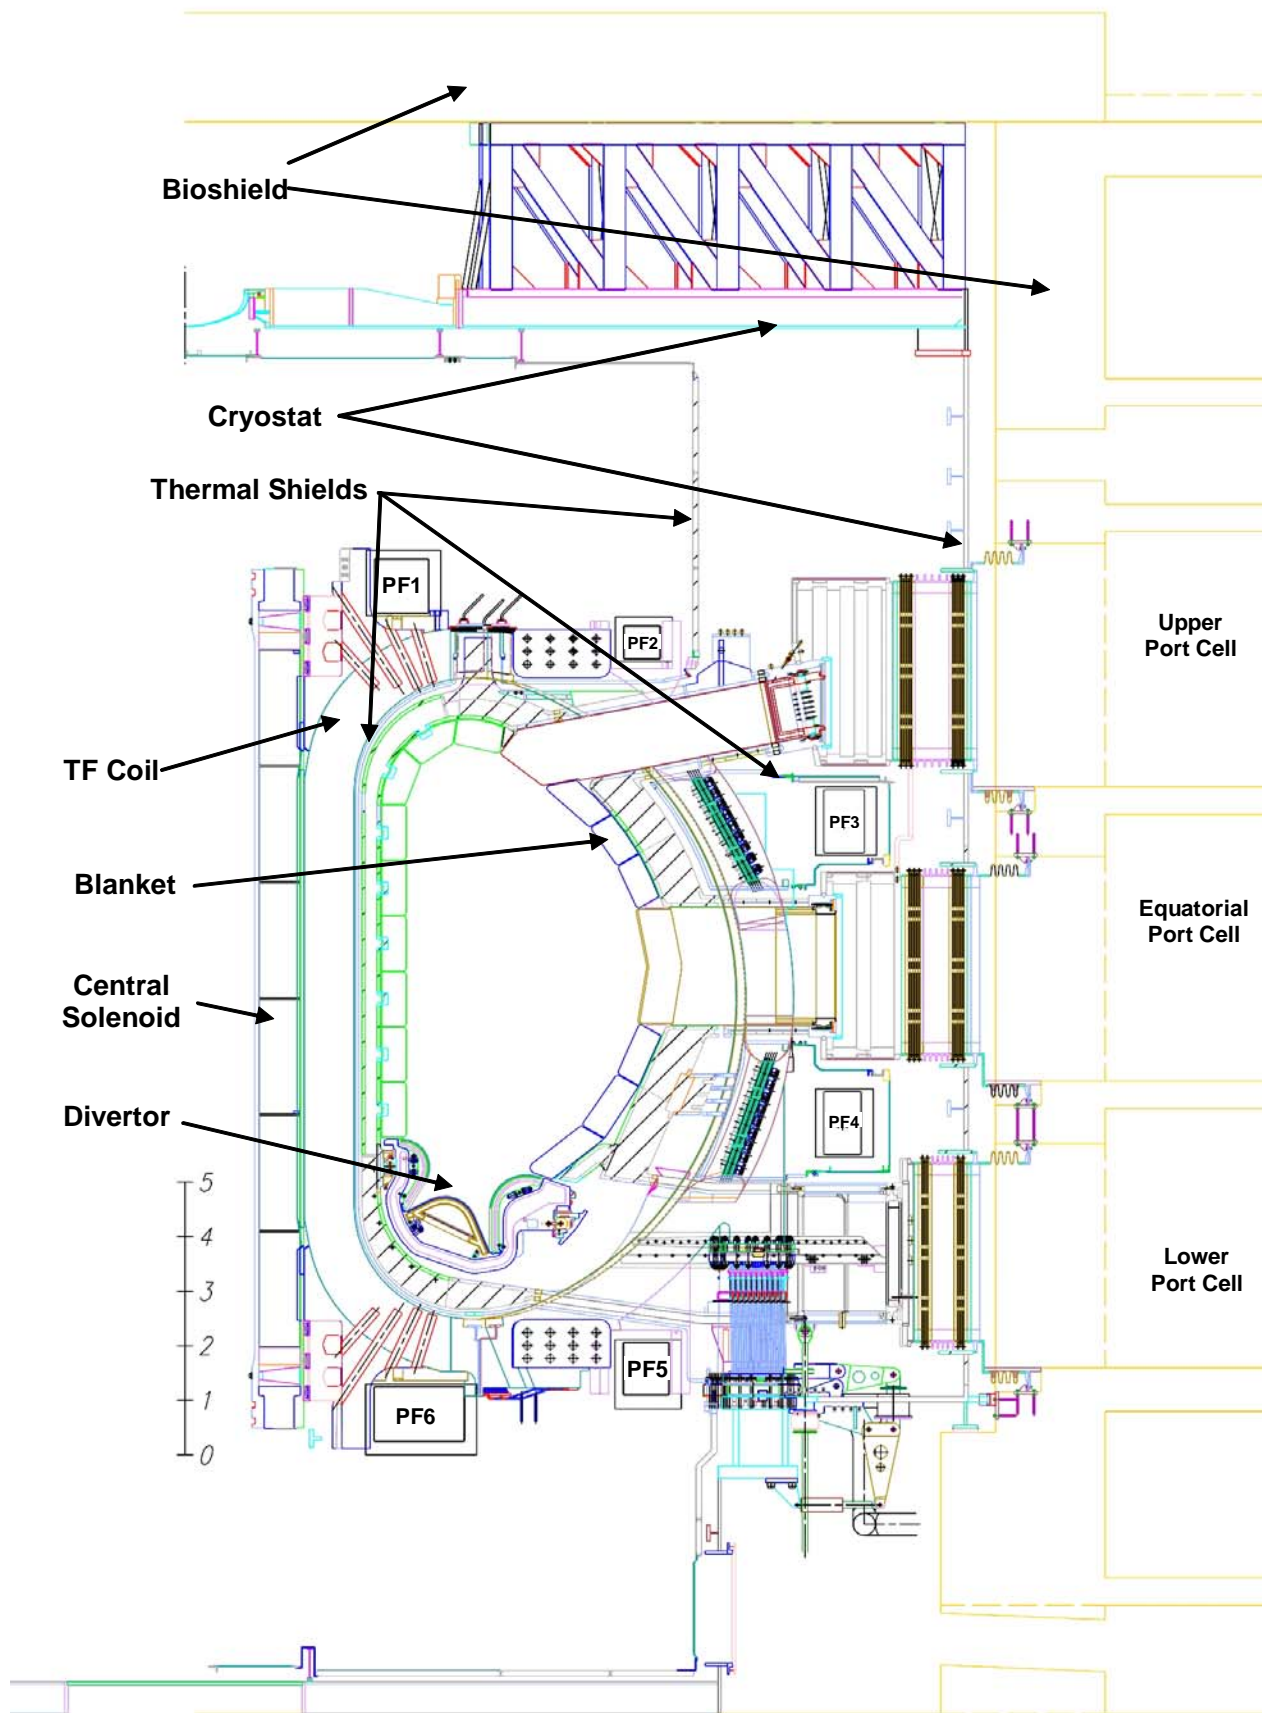 Bioshield
Cryostat
Thermal Shields
PF1
PF2
Upper
Port Cell
TF Coil
PF3
Blanket
Equatorial
Port Cell
Central
Solenoid
Divertor
PF4
5
4
3
2
1
0
Lower
Port Cell
PF5
PF6